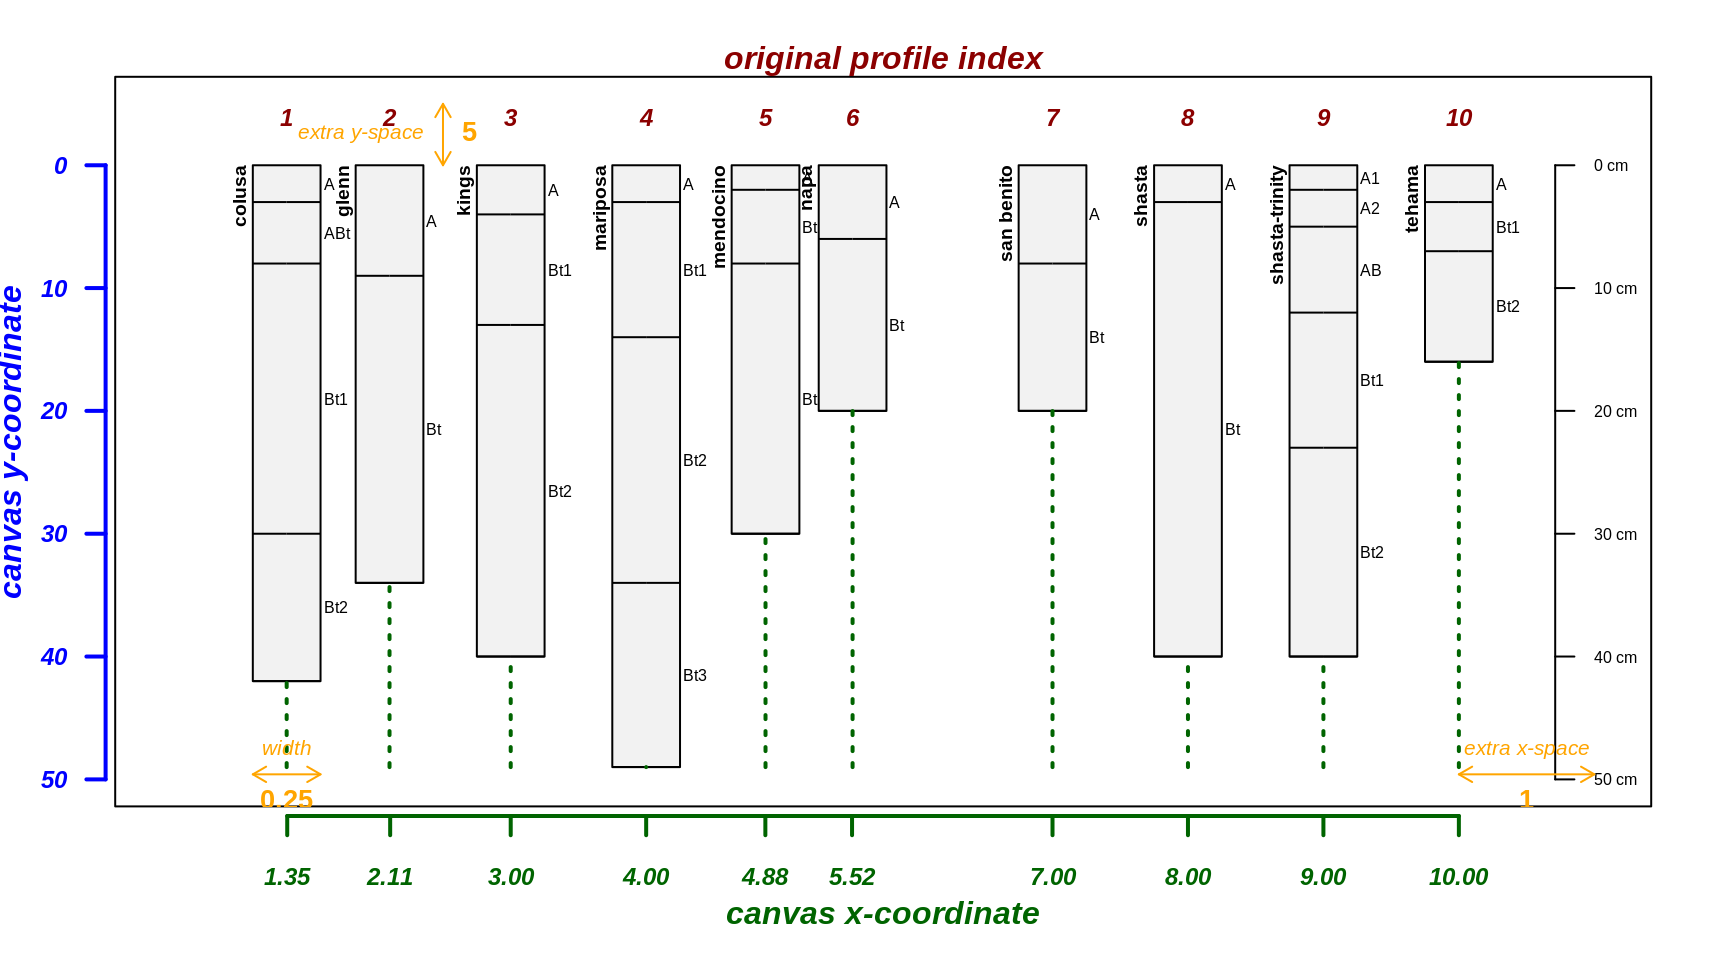 original profile index
1 2 3 4 5 6 7 8 9 10
extra y-space 5
canvas y-coordinate
0
10
20
30
40
50
colusa
A
ABt
Bt1
Bt2
glenn
A
Bt
kings
A
Bt1
Bt2
mariposa
A
Bt1
Bt2
Bt3
mendocino
Bt
Bt
napa
A
Bt
san benito
A
Bt
shasta
A
Bt
shasta-trinity
A1
A2
AB
Bt1
Bt2
tehama
A
Bt1
Bt2
0 cm
10 cm
20 cm
30 cm
40 cm
50 cm
width
0.25
extra x-space
1
1.35 2.11 3.00 4.00 4.88 5.52 7.00 8.00 9.00 10.00
canvas x-coordinate